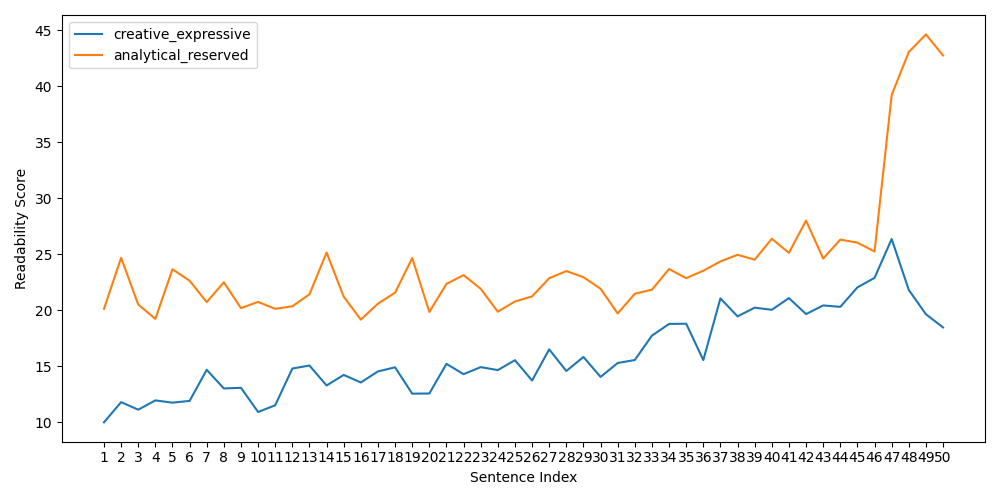 creative_expressive
analytical_reserved
45
40
35
30
25
20
15
10
Readability Score
1 2 3 4 5 6 7 8 9 10 11 12 13 14 15 16 17 18 19 20 21 22 23 24 25 26 27 28 29 30 31 32 33 34 35 36 37 38 39 40 41 42 43 44 45 46 47 48 49 50
Sentence Index